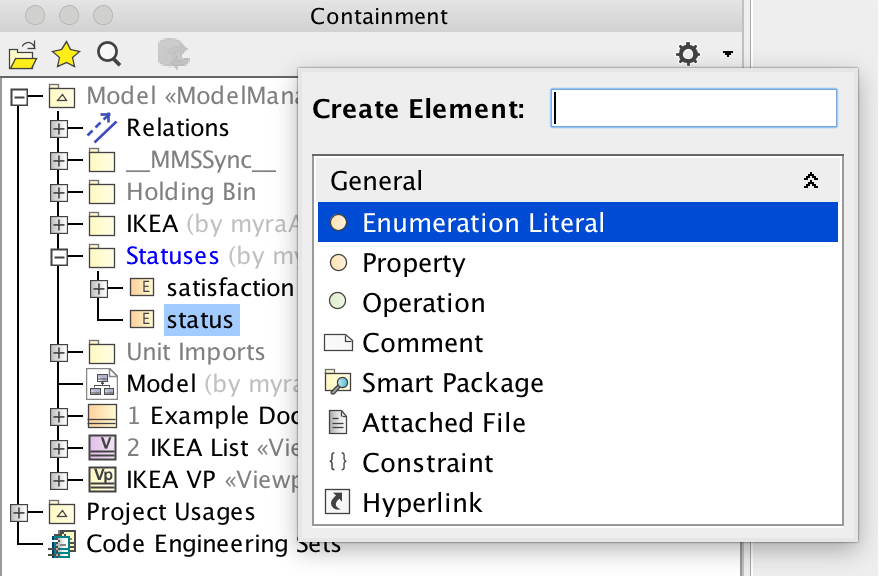 Containment
Model «ModelMana
Relations
__MMSSync__
Holding Bin
IKEA (by myra
Statuses (by my
satisfaction
status
Unit Imports
Model (by myra
1 Example Doc
2 IKEA List «Vie
IKEA VP «Viewp
Project Usages
Code Engineering Sets
Create Element:
General
Enumeration Literal
Property
Operation
Comment
Smart Package
Attached File
Constraint
Hyperlink
E
E
V
Vp
{ }